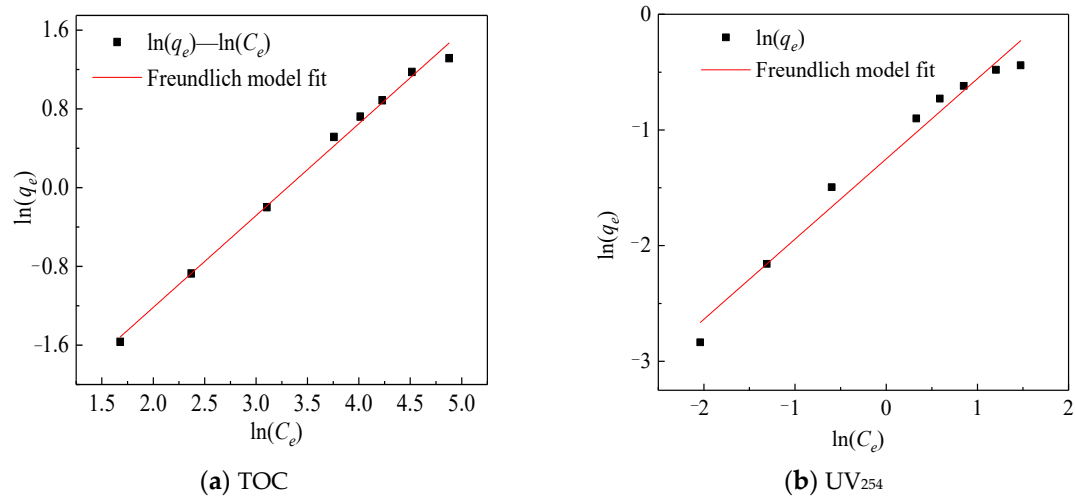 1.6
0.8
0.0
−0.8
−1.6
ln(qe)
ln(qe)—ln(Ce)
Freundlich model fit
1.5 2.0 2.5 3.0 3.5 4.0 4.5 5.0
ln(Ce)
(a) TOC
0
−1
−2
−3
ln(qe)
ln(qe)
Freundlich model fit
−2 −1 0 1 2
ln(Ce)
(b) UV254